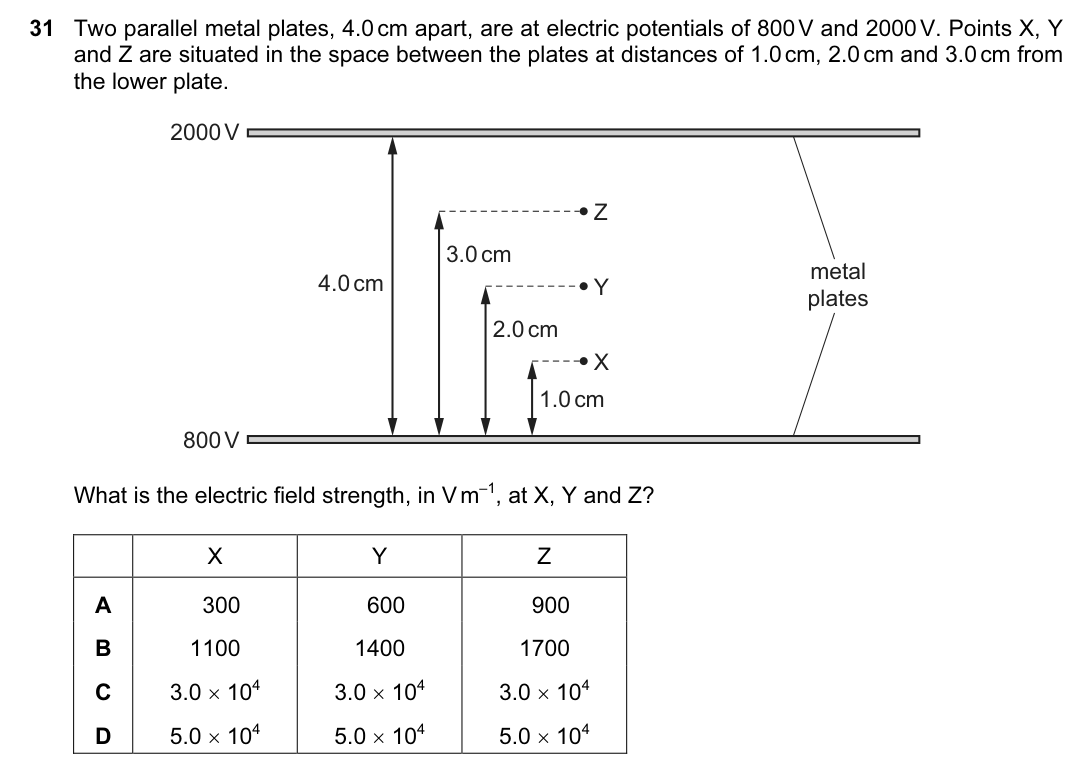 31 Two parallel metal plates, 4.0 cm apart, are at electric potentials of 800 V and 2000 V. Points X, Y
and Z are situated in the space between the plates at distances of 1.0 cm, 2.0 cm and 3.0 cm from
the lower plate.
2000 V
Z
3.0 cm
4.0 cm
Y
metal
plates
2.0 cm
X
1.0 cm
800 V
What is the electric field strength, in V m⁻¹, at X, Y and Z?
X Y Z
A 300 600 900
B 1100 1400 1700
C 3.0 × 10⁴ 3.0 × 10⁴ 3.0 × 10⁴
D 5.0 × 10⁴ 5.0 × 10⁴ 5.0 × 10⁴